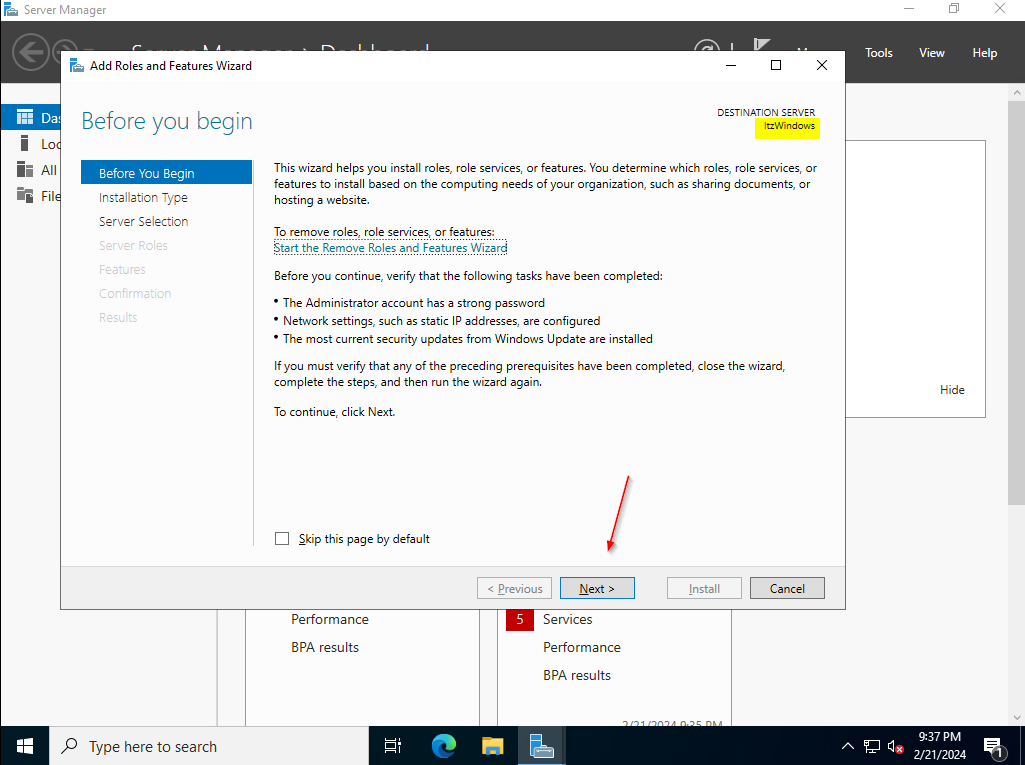 Server Manager
Tools View Help
Add Roles and Features Wizard
Before you begin
DESTINATION SERVER
ItzWindows
Before You Begin
Installation Type
Server Selection
Server Roles
Features
Confirmation
Results
This wizard helps you install roles, role services, or features. You determine which roles, role services, or
features to install based on the computing needs of your organization, such as sharing documents, or
hosting a website.
To remove roles, role services, or features:
Start the Remove Roles and Features Wizard
Before you continue, verify that the following tasks have been completed:
• The Administrator account has a strong password
• Network settings, such as static IP addresses, are configured
• The most current security updates from Windows Update are installed
If you must verify that any of the preceding prerequisites have been completed, close the wizard,
complete the steps, and then run the wizard again.
To continue, click Next.
Skip this page by default
< Previous
Next >
Install
Cancel
All
File
Hide
Performance
BPA results
5 Services
Performance
BPA results
2/21/2024 9:35 PM
Type here to search
9:37 PM
2/21/2024
1